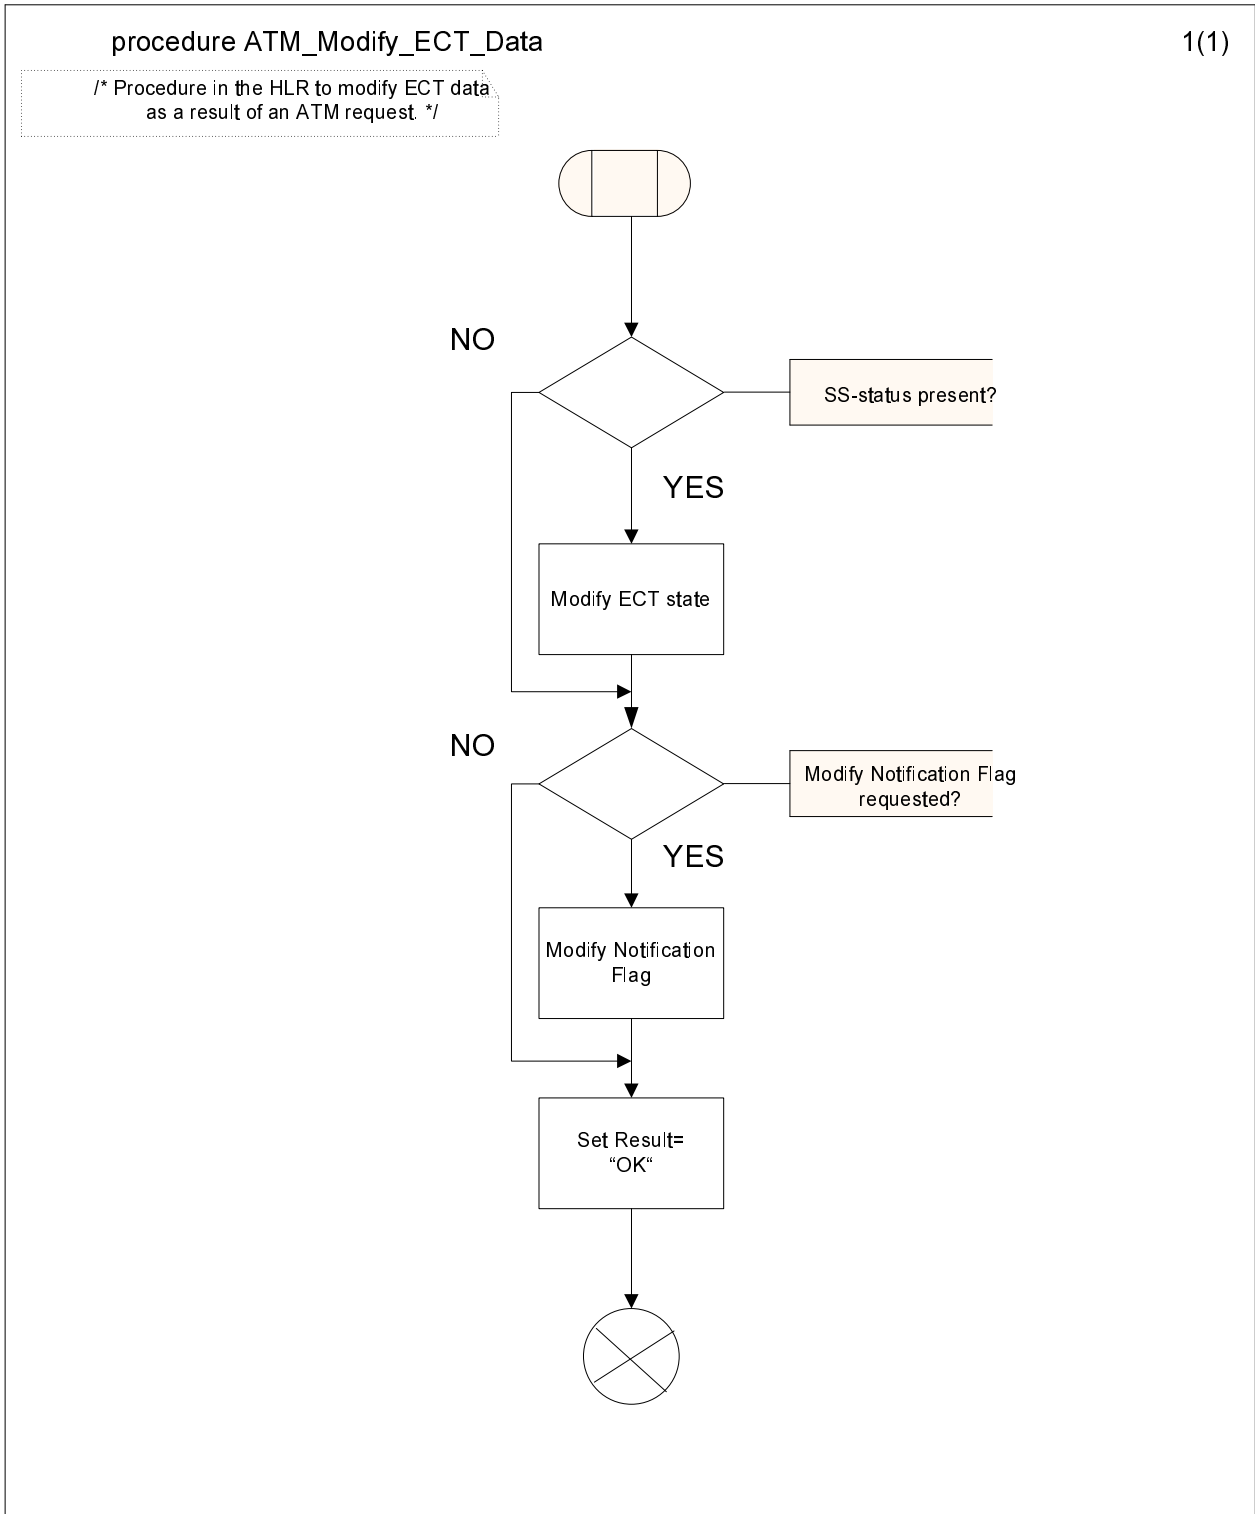 procedure ATM_Modify_ECT_Data
1(1)
/* Procedure in the HLR to modify ECT data
as a result of an ATM request. */
NO
SS-status present?
YES
Modify ECT state
NO
Modify Notification Flag
requested?
YES
Modify Notification
Flag
Set Result=
“OK“